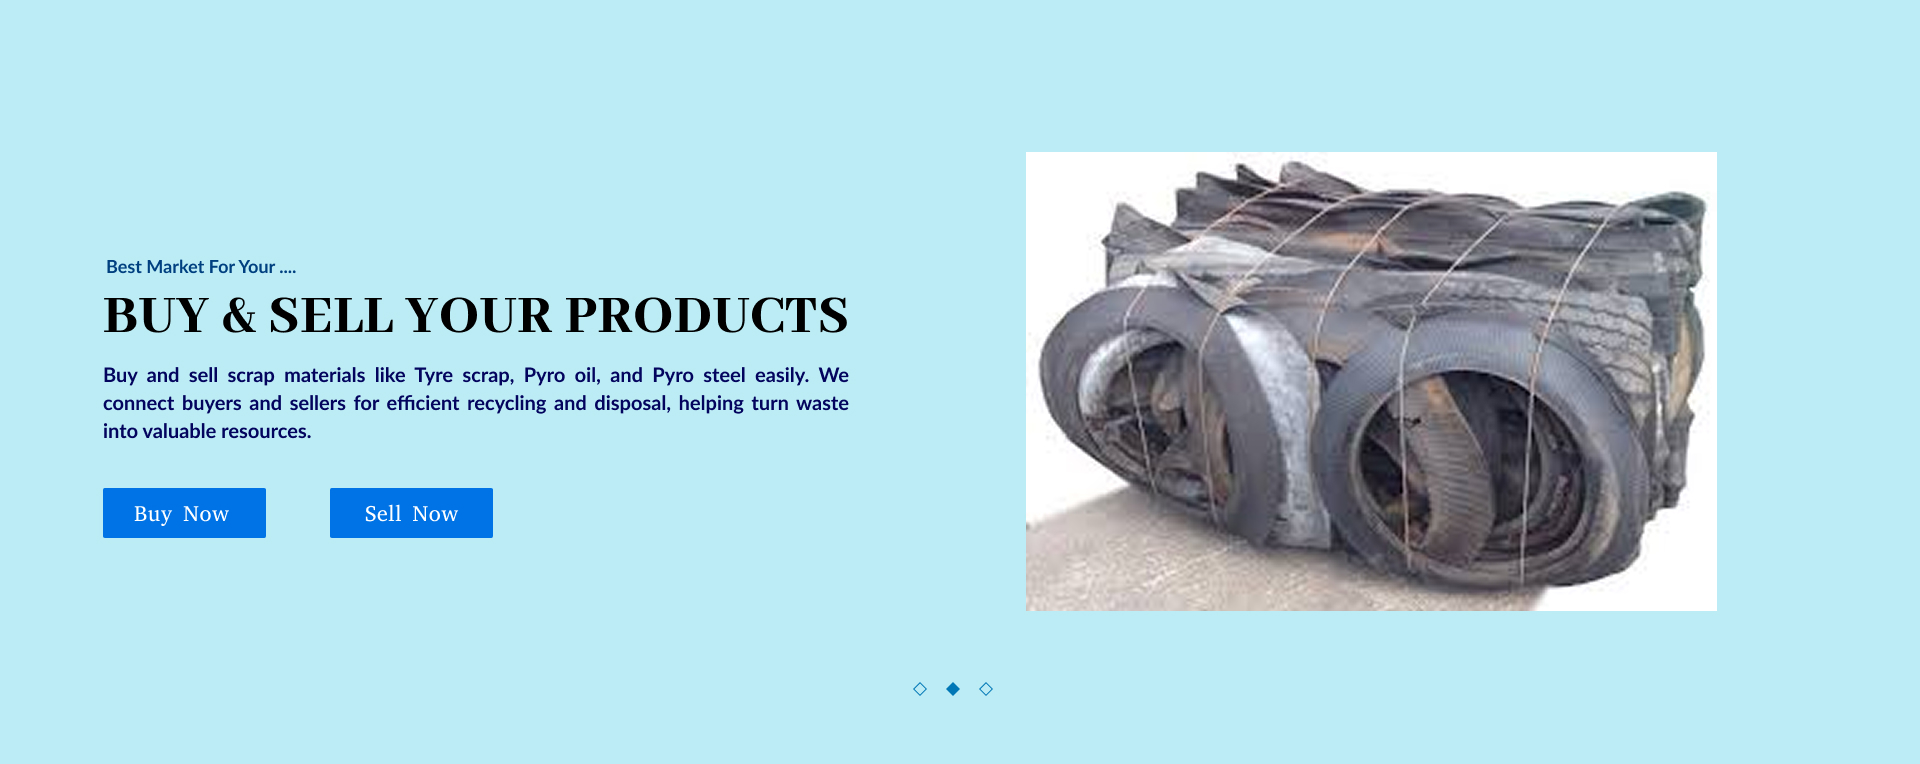 Best Market For Your ....
BUY & SELL YOUR PRODUCTS
Buy and sell scrap materials like Tyre scrap, Pyro oil, and Pyro steel easily. We
connect buyers and sellers for efficient recycling and disposal, helping turn waste
into valuable resources.
Buy Now
Sell Now